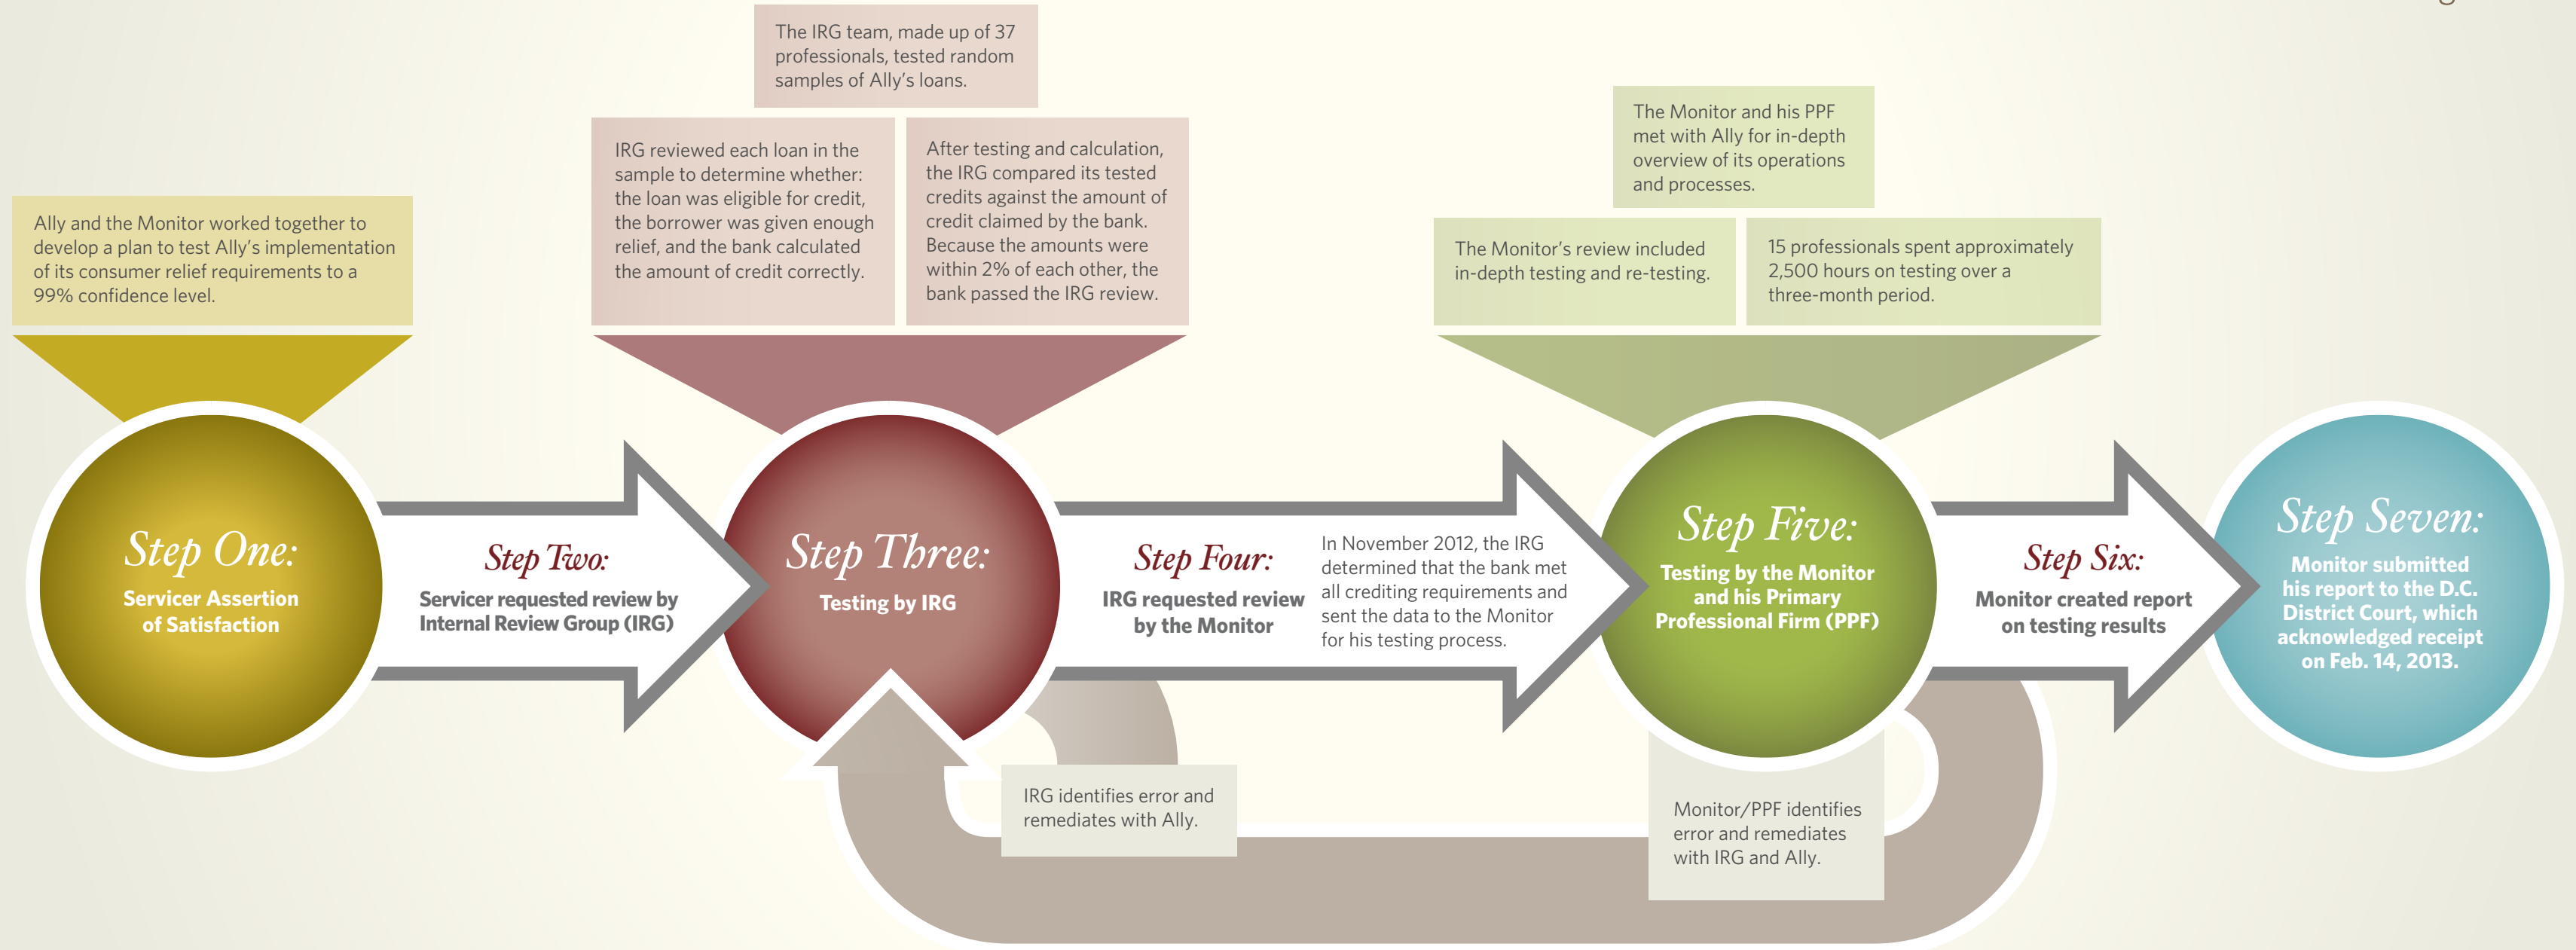 Ally and the Monitor worked together to
develop a plan to test Ally's implementation
of its consumer relief requirements to a
99% confidence level.
Step One:
Servicer Assertion
of Satisfaction
Step Two:
Servicer requested review by
Internal Review Group (IRG)
The IRG team, made up of 37
professionals, tested random
samples of Ally's loans.
IRG reviewed each loan in the
sample to determine whether:
the loan was eligible for credit,
the borrower was given enough
relief, and the bank calculated
the amount of credit correctly.
After testing and calculation,
the IRG compared its tested
credits against the amount of
credit claimed by the bank.
Because the amounts were
within 2% of each other, the
bank passed the IRG review.
Step Three:
Testing by IRG
IRG identifies error and
remediates with Ally.
Step Four:
IRG requested review
by the Monitor
In November 2012, the IRG
determined that the bank met
all crediting requirements and
sent the data to the Monitor
for his testing process.
The Monitor and his PPF
met with Ally for in-depth
overview of its operations
and processes.
The Monitor's review included
in-depth testing and re-testing.
15 professionals spent approximately
2,500 hours on testing over a
three-month period.
Step Five:
Testing by the Monitor
and his Primary
Professional Firm (PPF)
Monitor/PPF identifies
error and remediates
with IRG and Ally.
Step Six:
Monitor created report
on testing results
Step Seven:
Monitor submitted
his report to the D.C.
District Court, which
acknowledged receipt
on Feb. 14, 2013.